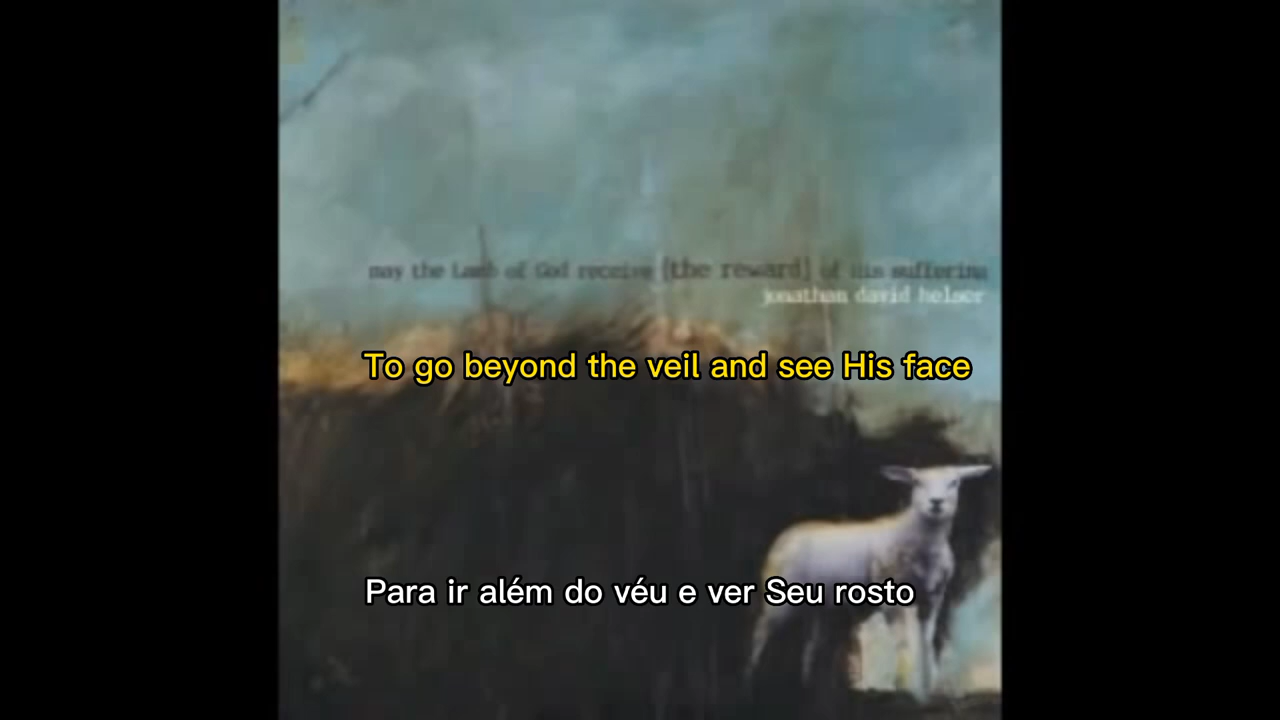 may the Lamb of God receive [the reward] of His suffering
jonathan david helser
To go beyond the veil and see His face
Para ir além do véu e ver Seu rosto